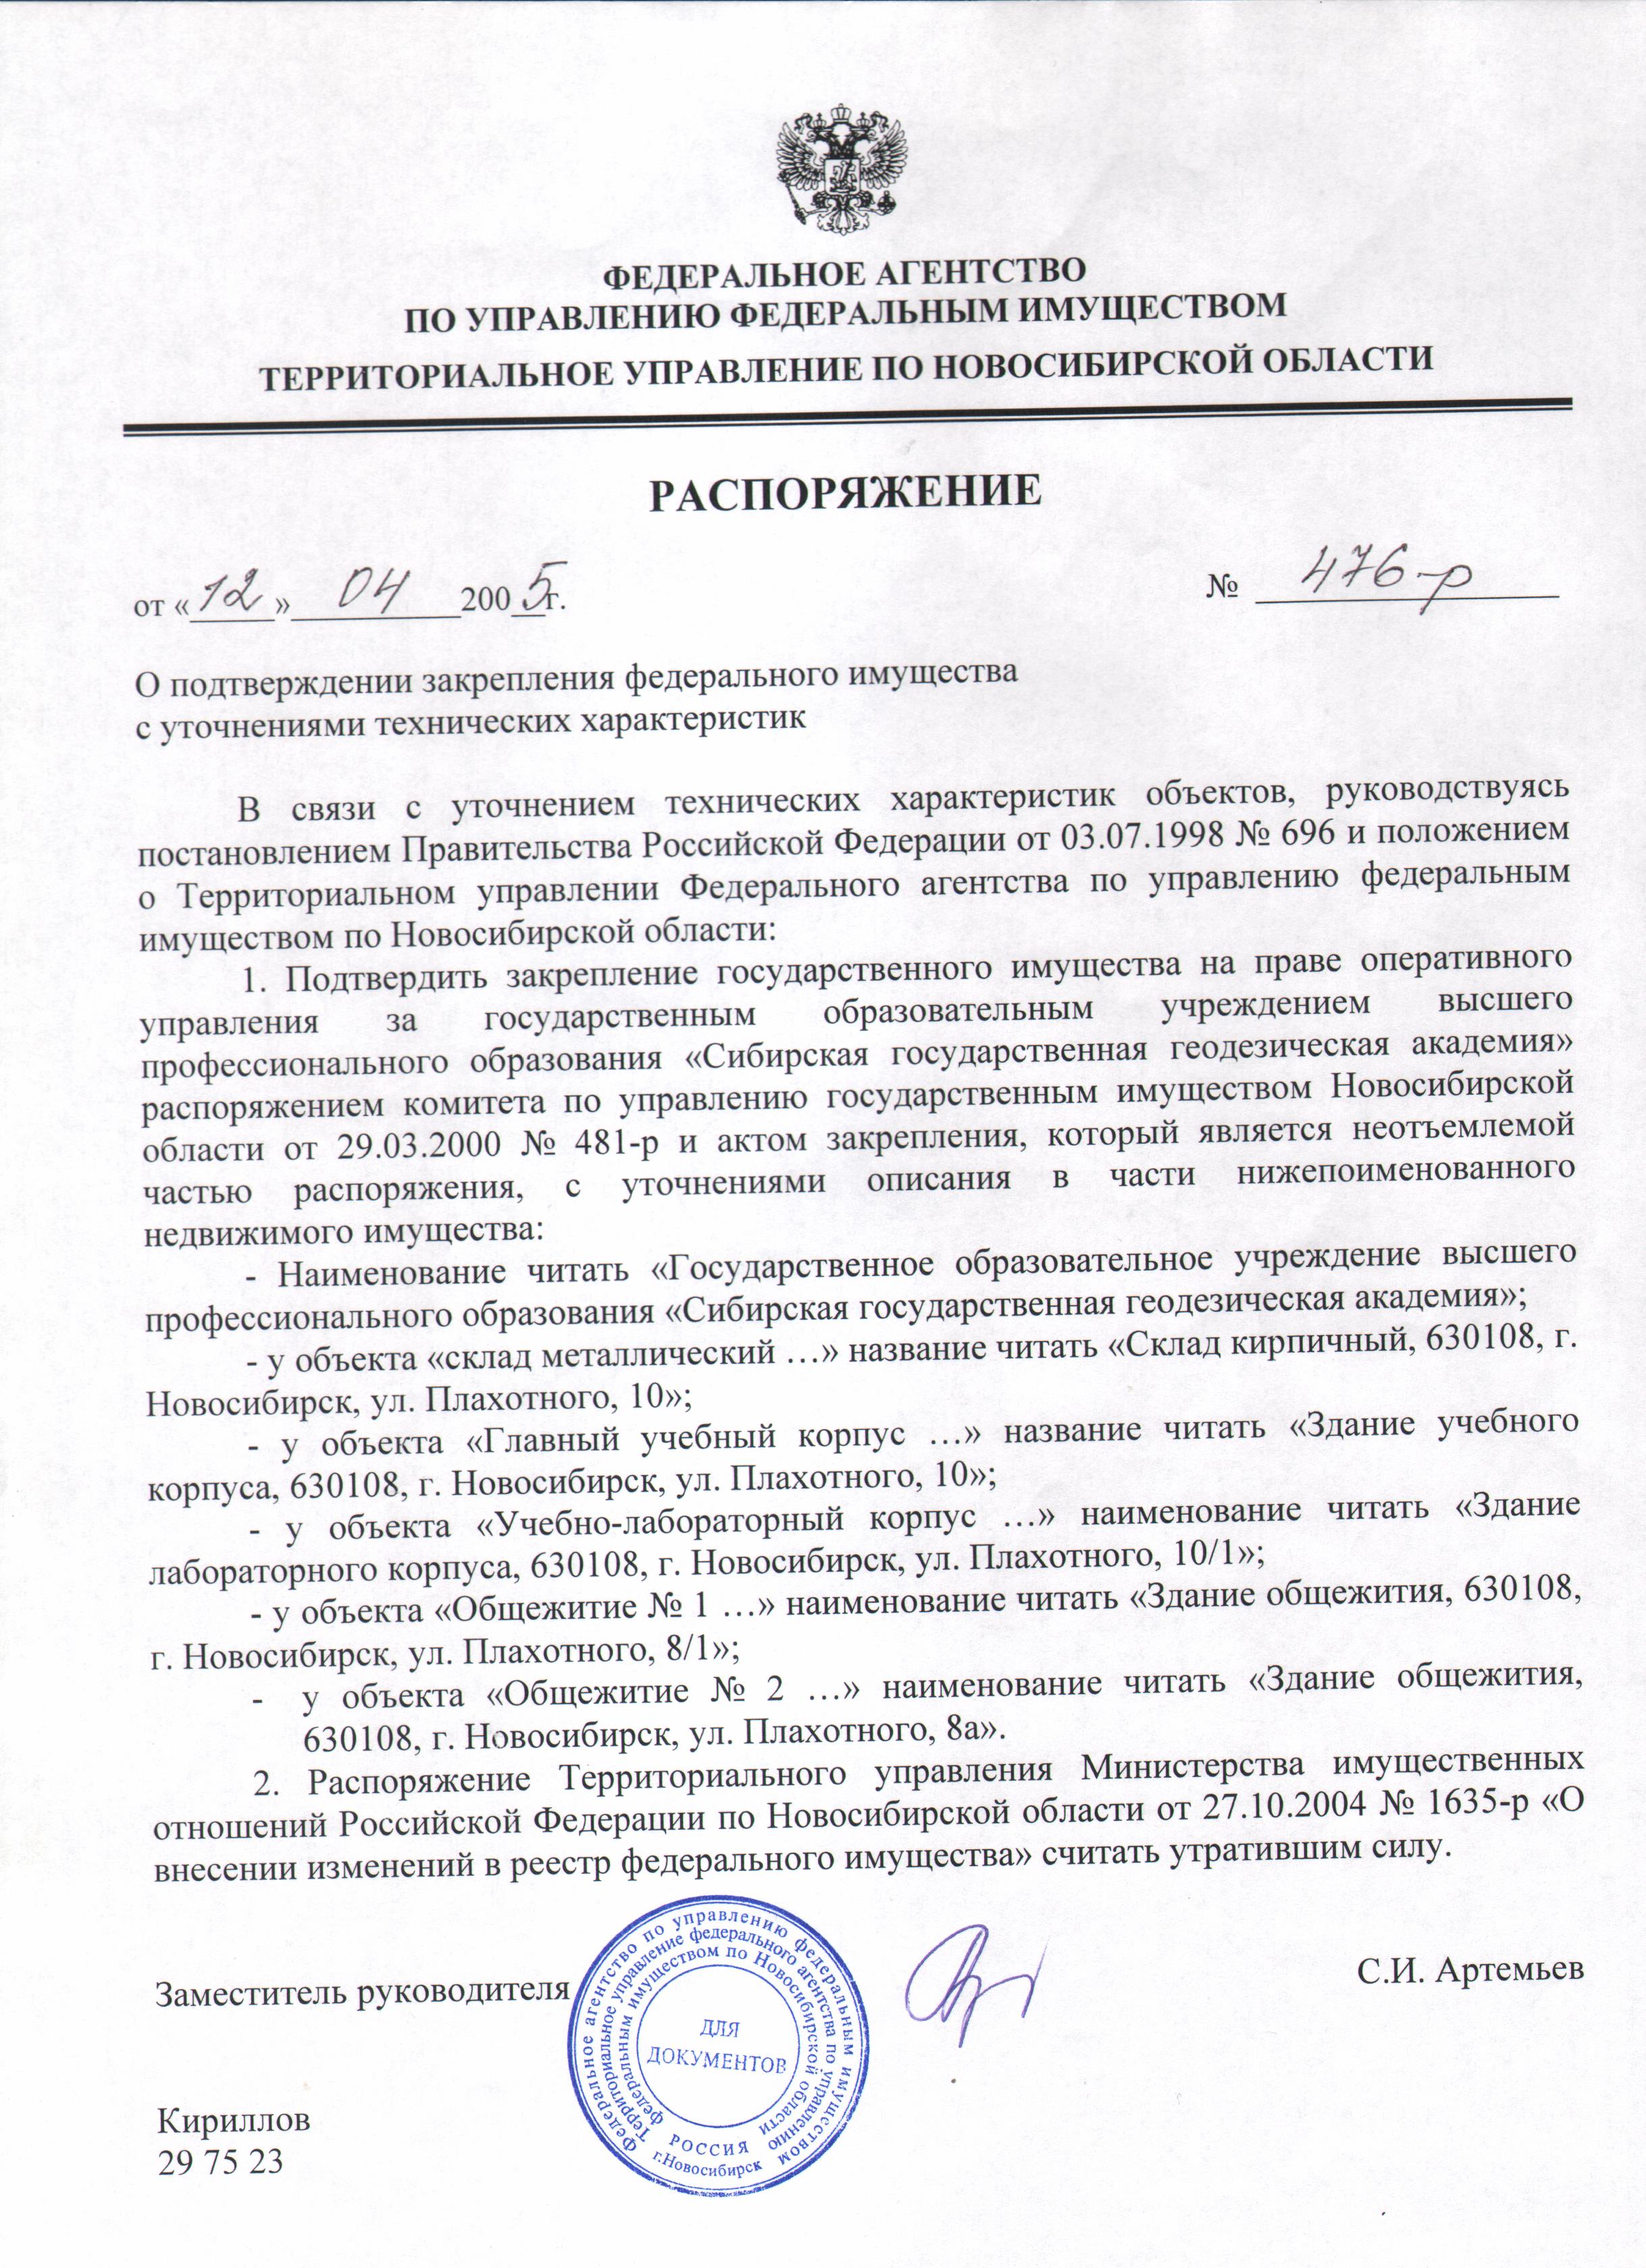 ФЕДЕРАЛЬНОЕ АГЕНТСТВО
ПО УПРАВЛЕНИЮ ФЕДЕРАЛЬНЫМ ИМУЩЕСТВОМ
ТЕРРИТОРИАЛЬНОЕ УПРАВЛЕНИЕ ПО НОВОСИБИРСКОЙ ОБЛАСТИ
РАСПОРЯЖЕНИЕ
от «12» 04 2005г. № 476-р
О подтверждении закрепления федерального имущества
с уточнениями технических характеристик
В связи с уточнением технических характеристик объектов, руководствуясь
постановлением Правительства Российской Федерации от 03.07.1998 № 696 и положением
о Территориальном управлении Федерального агентства по управлению федеральным
имуществом по Новосибирской области:
1. Подтвердить закрепление государственного имущества на праве оперативного
управления за государственным образовательным учреждением высшего
профессионального образования «Сибирская государственная геодезическая академия»
распоряжением комитета по управлению государственным имуществом Новосибирской
области от 29.03.2000 № 481-р и актом закрепления, который является неотъемлемой
частью распоряжения, с уточнениями описания в части нижепоименованного
недвижимого имущества:
- Наименование читать «Государственное образовательное учреждение высшего
профессионального образования «Сибирская государственная геодезическая академия»;
- у объекта «склад металлический …» название читать «Склад кирпичный, 630108, г.
Новосибирск, ул. Плахотного, 10»;
- у объекта «Главный учебный корпус …» название читать «Здание учебного
корпуса, 630108, г. Новосибирск, ул. Плахотного, 10»;
- у объекта «Учебно-лабораторный корпус …» наименование читать «Здание
лабораторного корпуса, 630108, г. Новосибирск, ул. Плахотного, 10/1»;
- у объекта «Общежитие № 1 …» наименование читать «Здание общежития, 630108,
г. Новосибирск, ул. Плахотного, 8/1»;
- у объекта «Общежитие № 2 …» наименование читать «Здание общежития,
630108, г. Новосибирск, ул. Плахотного, 8а».
2. Распоряжение Территориального управления Министерства имущественных
отношений Российской Федерации по Новосибирской области от 27.10.2004 № 1635-р «О
внесении изменений в реестр федерального имущества» считать утратившим силу.
Заместитель руководителя С.И. Артемьев
Федеральное агентство по управлению федеральным имуществом
Территориальное управление федерального агентства по управлению
федеральным имуществом по Новосибирской области
ДЛЯ
ДОКУМЕНТОВ
РОССИЯ
г.Новосибирск
Кириллов
29 75 23